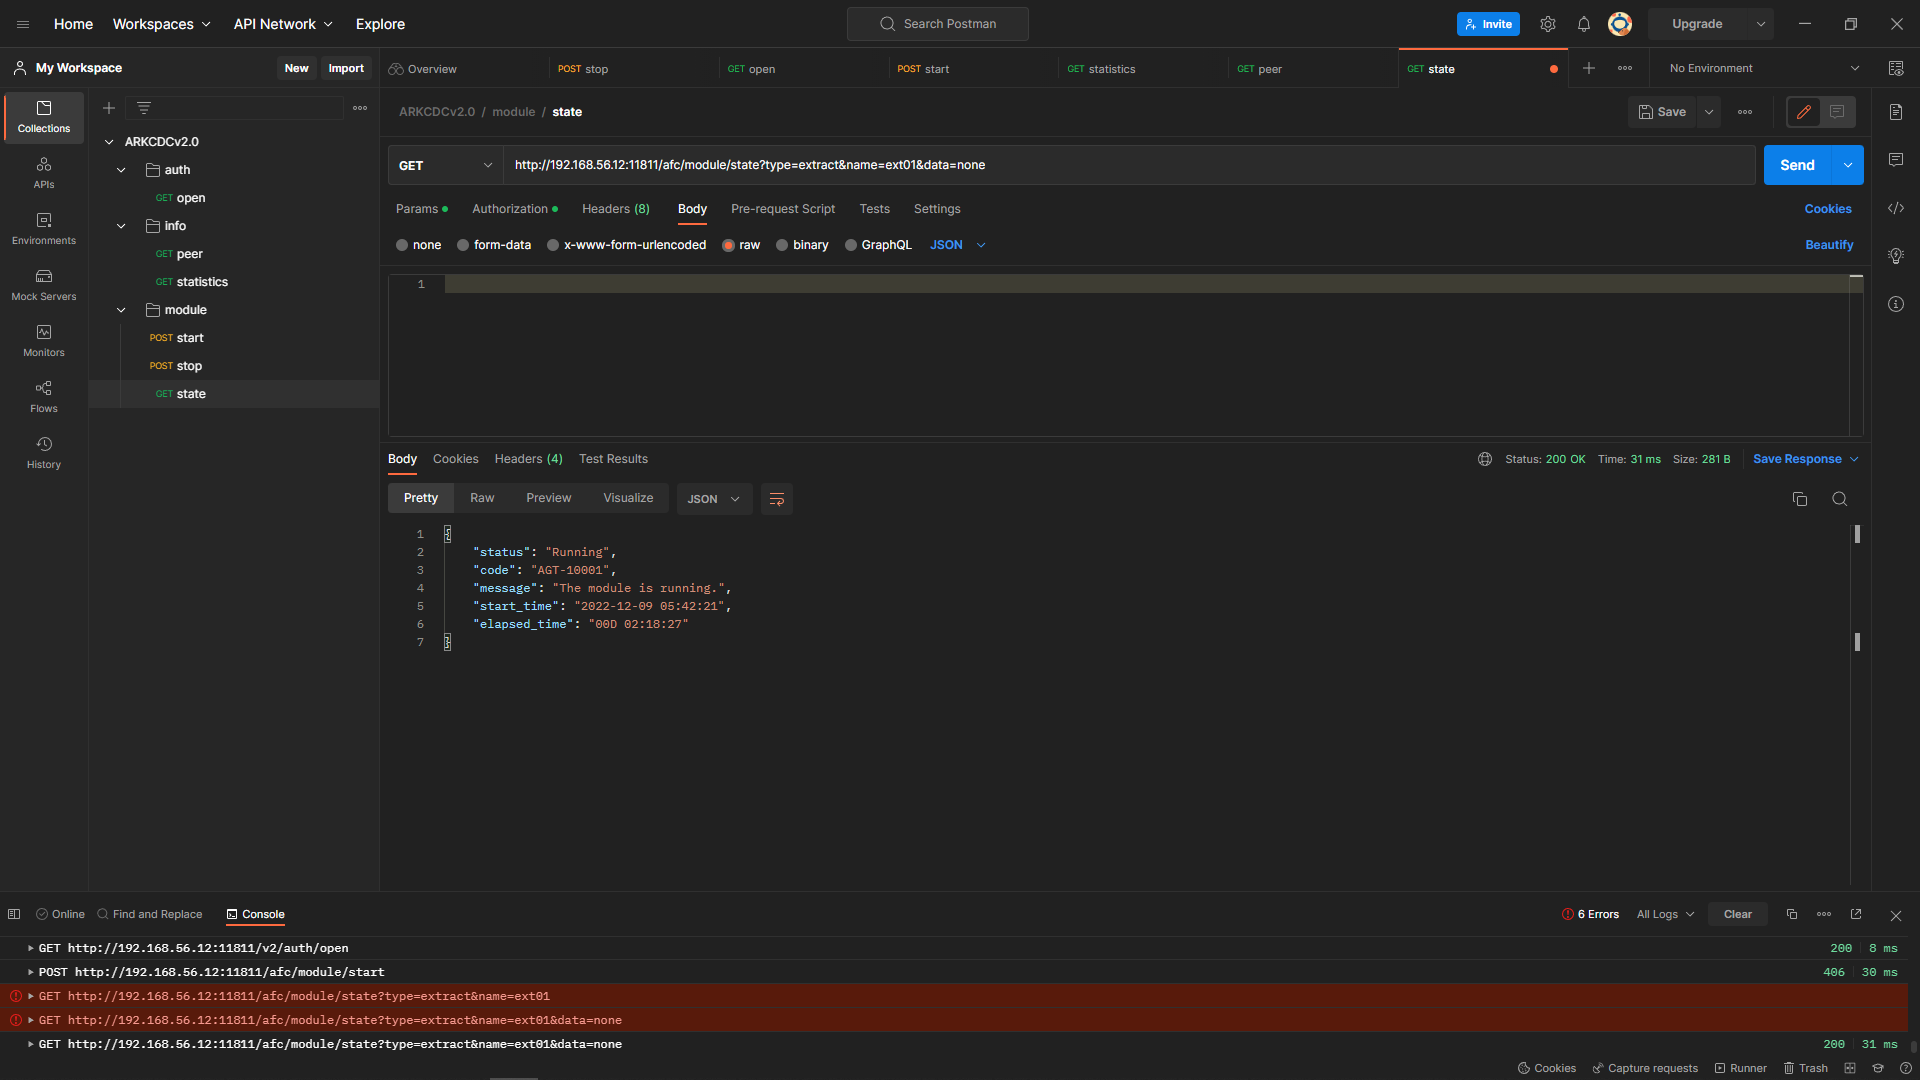 Home Workspaces API Network Explore Search Postman Invite Upgrade
My Workspace New Import Overview POST stop GET open POST start GET statistics GET peer GET state No Environment
ARKCDCv2.0 / module / state Save
Collections
APIs
Environments
Mock Servers
Monitors
Flows
History
ARKCDCv2.0
auth
GET open
info
GET peer
GET statistics
module
POST start
POST stop
GET state
GET http://192.168.56.12:11811/afc/module/state?type=extract&name=ext01&data=none Send
Params Authorization Headers (8) Body Pre-request Script Tests Settings Cookies
none form-data x-www-form-urlencoded raw binary GraphQL JSON Beautify
1
Body Cookies Headers (4) Test Results Status: 200 OK Time: 31 ms Size: 281 B Save Response
Pretty Raw Preview Visualize JSON
1 {
2 "status": "Running",
3 "code": "AGT-10001",
4 "message": "The module is running.",
5 "start_time": "2022-12-09 05:42:21",
6 "elapsed_time": "00D 02:18:27"
7 }
Online Find and Replace Console 6 Errors All Logs Clear
GET http://192.168.56.12:11811/v2/auth/open 200 8 ms
POST http://192.168.56.12:11811/afc/module/start 406 30 ms
GET http://192.168.56.12:11811/afc/module/state?type=extract&name=ext01
GET http://192.168.56.12:11811/afc/module/state?type=extract&name=ext01&data=none
GET http://192.168.56.12:11811/afc/module/state?type=extract&name=ext01&data=none 200 31 ms
Cookies Capture requests Runner Trash